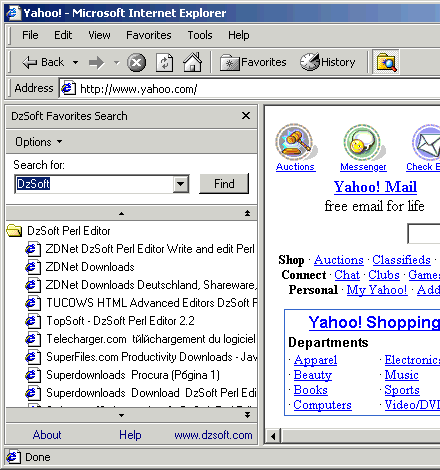 Yahoo! - Microsoft Internet Explorer
File Edit View Favorites Tools Help
Back Favorites History
Address http://www.yahoo.com/
DzSoft Favorites Search
Options
Search for:
DzSoft Find
DzSoft Perl Editor
ZDNet DzSoft Perl Editor Write and edit Perl
ZDNet Downloads
ZDNet Downloads Deutschland, Shareware,
TUCOWS HTML Advanced Editors DzSoft P
TopSoft - DzSoft Perl Editor 2.2
Telecharger.com tйlйchargement du logiciel
SuperFiles.com Productivity Downloads - Jav
Superdownloads Procura (Pбgina 1)
Superdownloads Download DzSoft Perl Edi
About Help www.dzsoft.com
Auctions Messenger Check E
Yahoo! Mail
free email for life
Shop · Auctions · Classifieds ·
Connect · Chat · Clubs · Games
Personal · My Yahoo! · Add
Yahoo! Shopping
Departments
· Apparel · Electronics
· Beauty · Music
· Books · Sports
· Computers · Video/DVD
Done